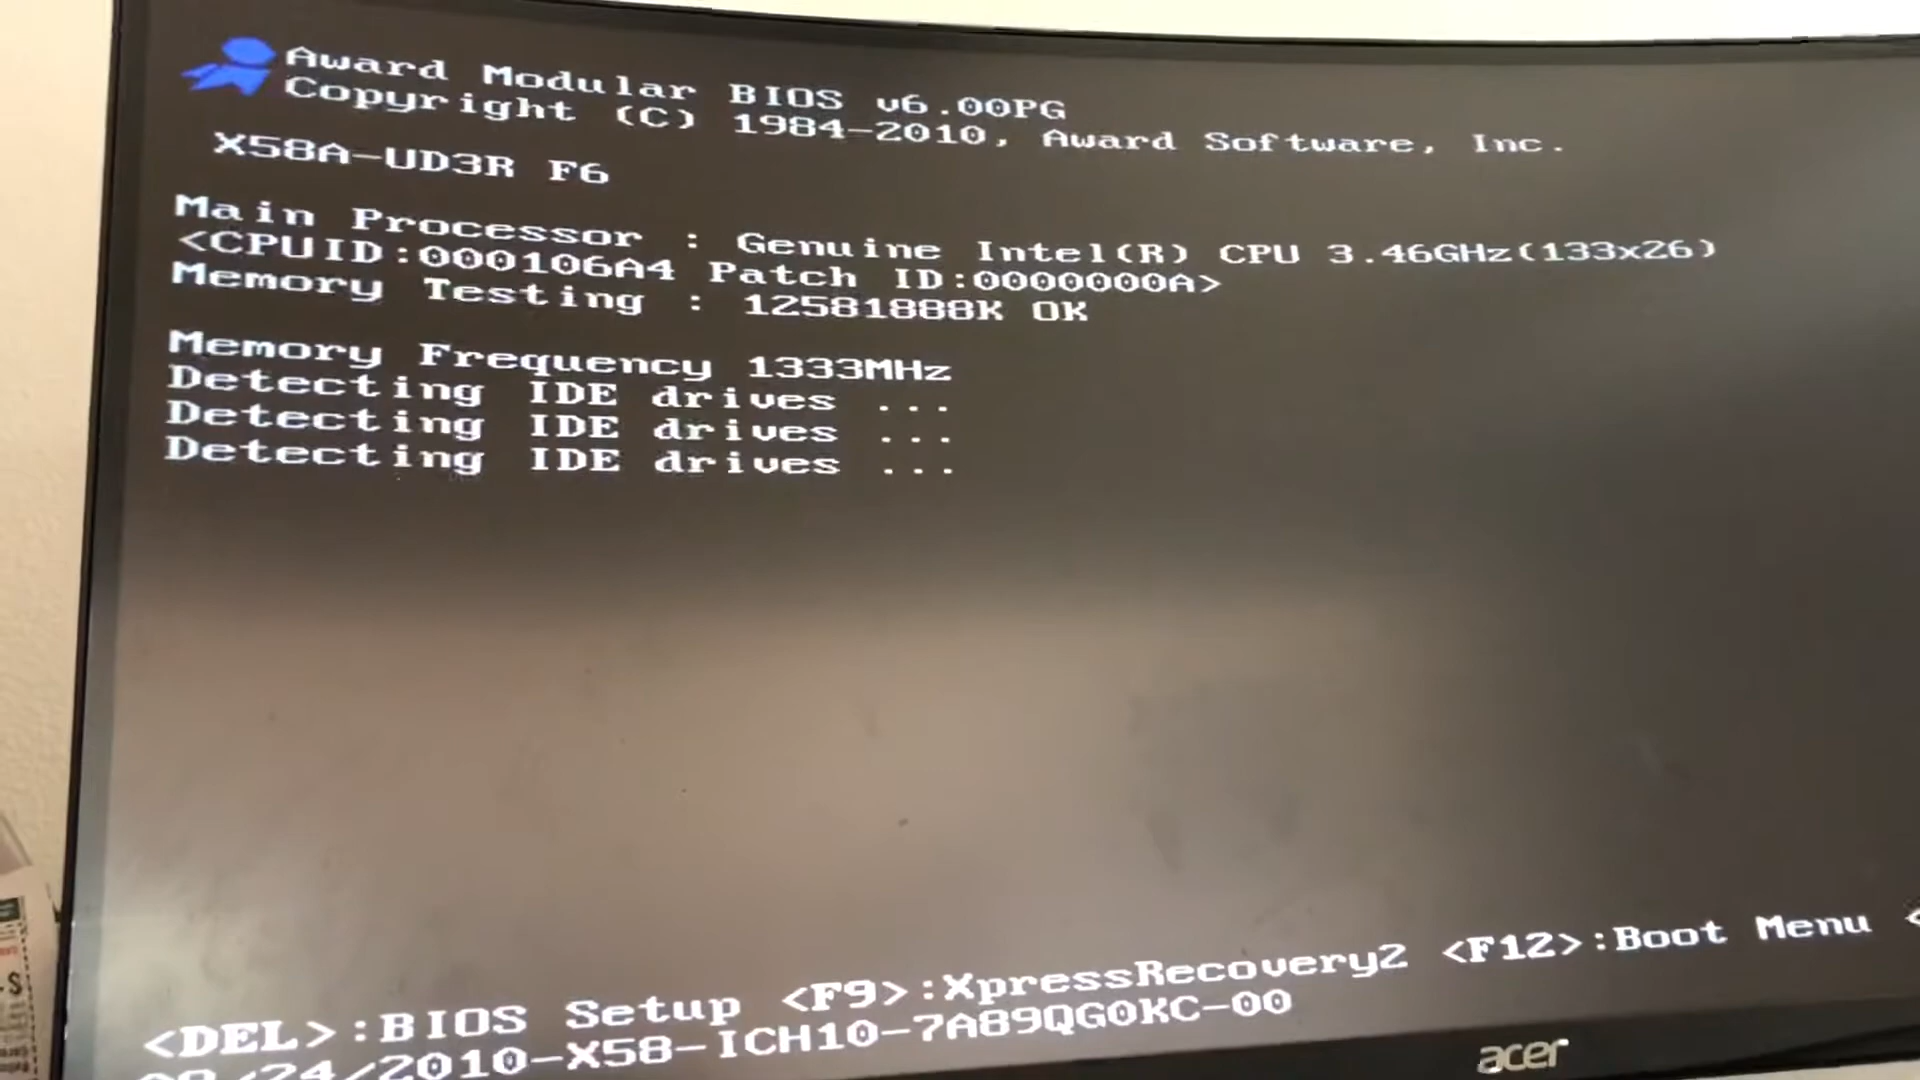 Award Modular BIOS v6.00PG
Copyright (C) 1984-2010, Award Software, Inc.
X58A-UD3R F6
Main Processor : Genuine Intel(R) CPU 3.46GHz(133x26)
<CPUID:000106A4 Patch ID:0000000A>
Memory Testing : 12581888K OK
Memory Frequency 1333MHz
Detecting IDE drives ...
Detecting IDE drives ...
Detecting IDE drives ...
<DEL>:BIOS Setup <F9>:XpressRecovery2 <F12>:Boot Menu <
/24/2010-X58-ICH10-7A89QG0KC-00
acer